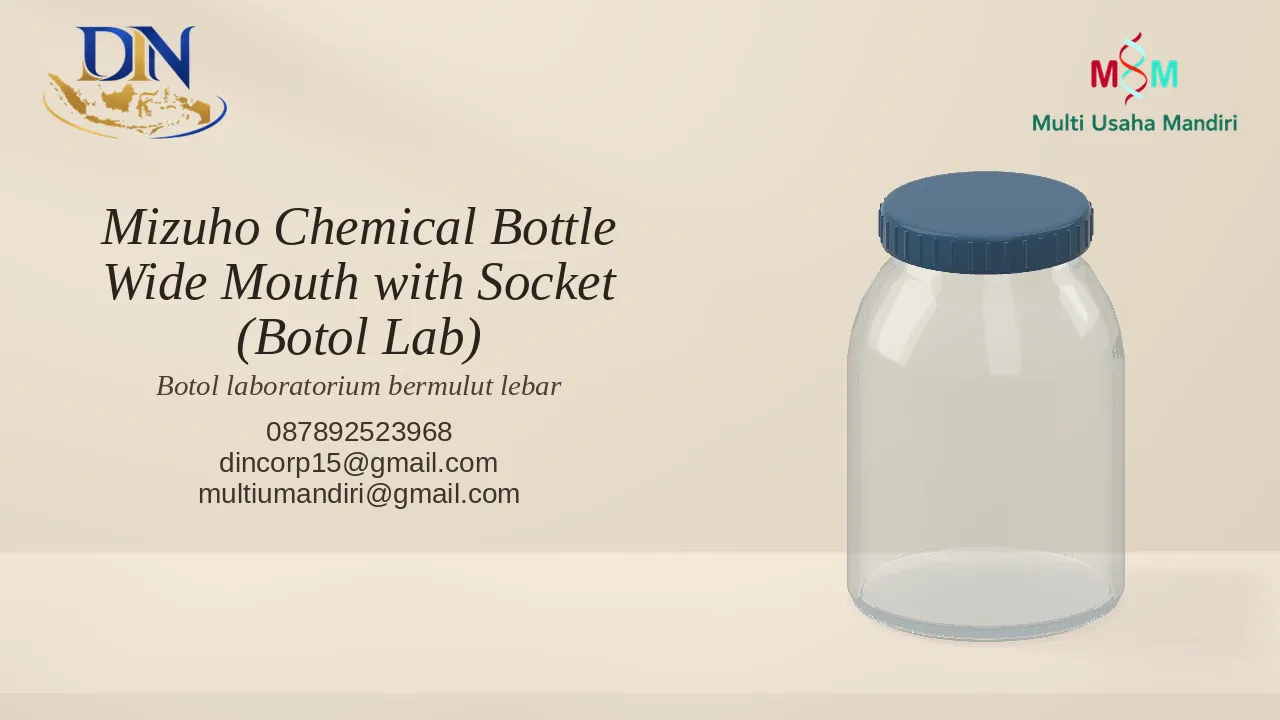 DN
M M
Multi Usaha Mandiri
Mizuho Chemical Bottle
Wide Mouth with Socket
(Botol Lab)
Botol laboratorium bermulut lebar
087892523968
dincorp15@gmail.com
multiumandiri@gmail.com